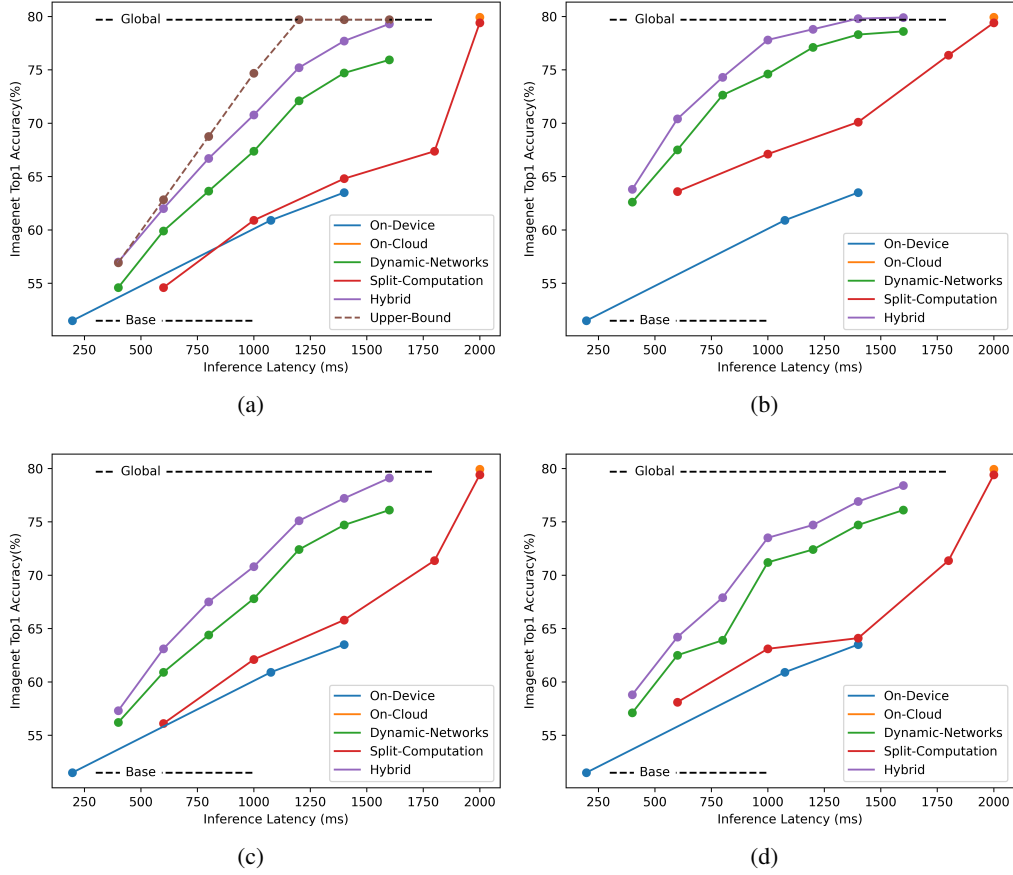 80
75
70
65
60
55
Imagenet Top1 Accuracy(%)
Global
Base
On-Device
On-Cloud
Dynamic-Networks
Split-Computation
Hybrid
Upper-Bound
250 500 750 1000 1250 1500 1750 2000
Inference Latency (ms)
(a)
80
75
70
65
60
55
Imagenet Top1 Accuracy(%)
Global
Base
On-Device
On-Cloud
Dynamic-Networks
Split-Computation
Hybrid
250 500 750 1000 1250 1500 1750 2000
Inference Latency (ms)
(b)
80
75
70
65
60
55
Imagenet Top1 Accuracy(%)
Global
Base
On-Device
On-Cloud
Dynamic-Networks
Split-Computation
Hybrid
250 500 750 1000 1250 1500 1750 2000
Inference Latency (ms)
(c)
80
75
70
65
60
55
Imagenet Top1 Accuracy(%)
Global
Base
On-Device
On-Cloud
Dynamic-Networks
Split-Computation
Hybrid
250 500 750 1000 1250 1500 1750 2000
Inference Latency (ms)
(d)